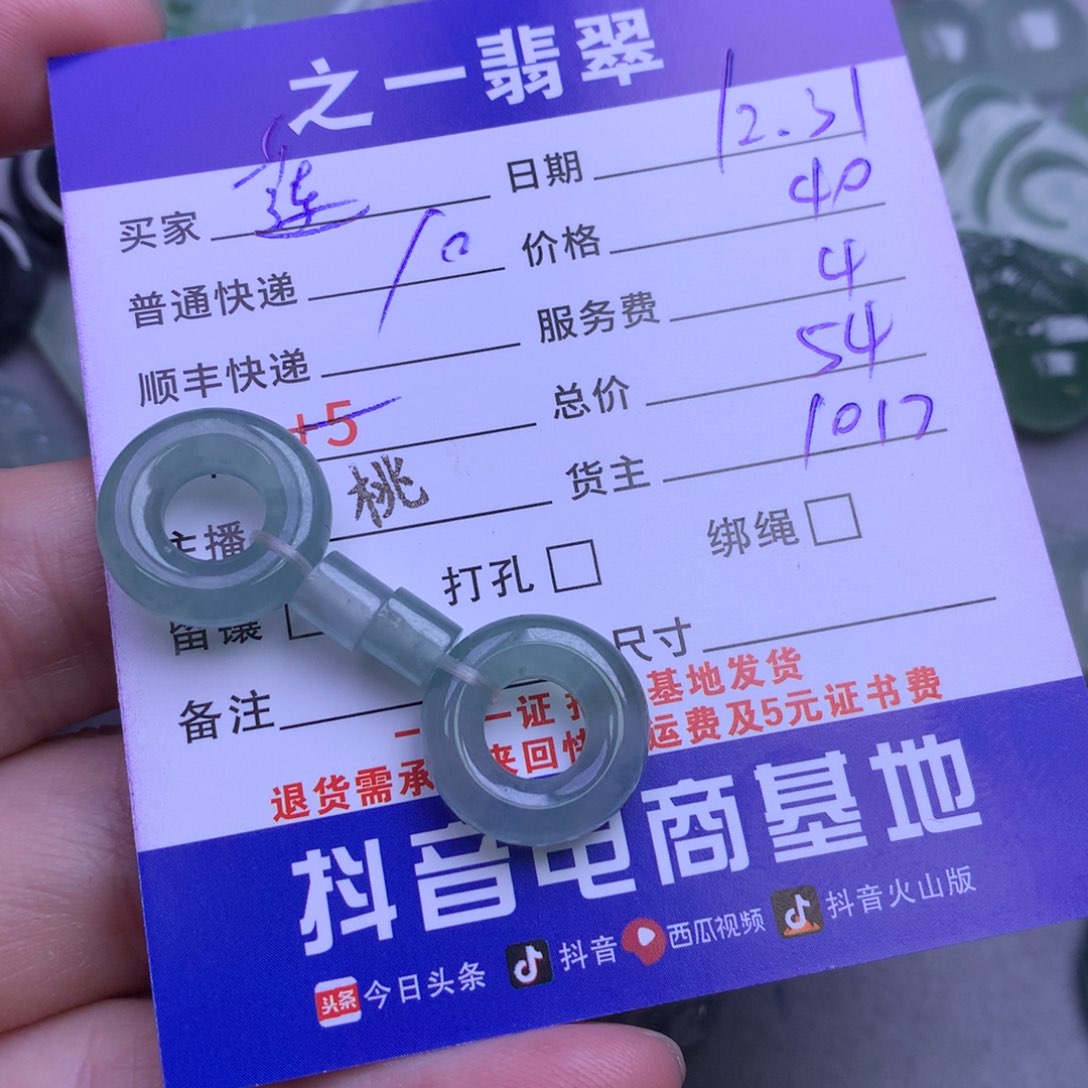 之一翡翠
买家 莲 日期 12.31
普通快递 10 价格 40
顺丰快递 服务费 4
+5 总价 54
主播 桃 货主 1017
留镶 打孔 绑绳
备注 尺寸
一 一证 基地发货
退货需承 来回快 运费及5元证书费
抖音电商基地
头条 今日头条 抖音 西瓜视频 抖音火山版